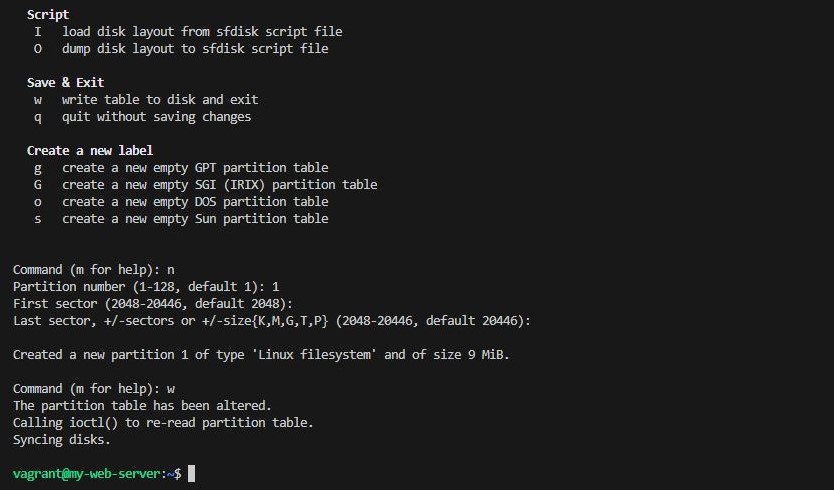 Script
I load disk layout from sfdisk script file
O dump disk layout to sfdisk script file
Save & Exit
w write table to disk and exit
q quit without saving changes
Create a new label
g create a new empty GPT partition table
G create a new empty SGI (IRIX) partition table
o create a new empty DOS partition table
s create a new empty Sun partition table
Command (m for help): n
Partition number (1-128, default 1): 1
First sector (2048-20446, default 2048):
Last sector, +/-sectors or +/-size{K,M,G,T,P} (2048-20446, default 20446):
Created a new partition 1 of type 'Linux filesystem' and of size 9 MiB.
Command (m for help): w
The partition table has been altered.
Calling ioctl() to re-read partition table.
Syncing disks.
vagrant@my-web-server:~$